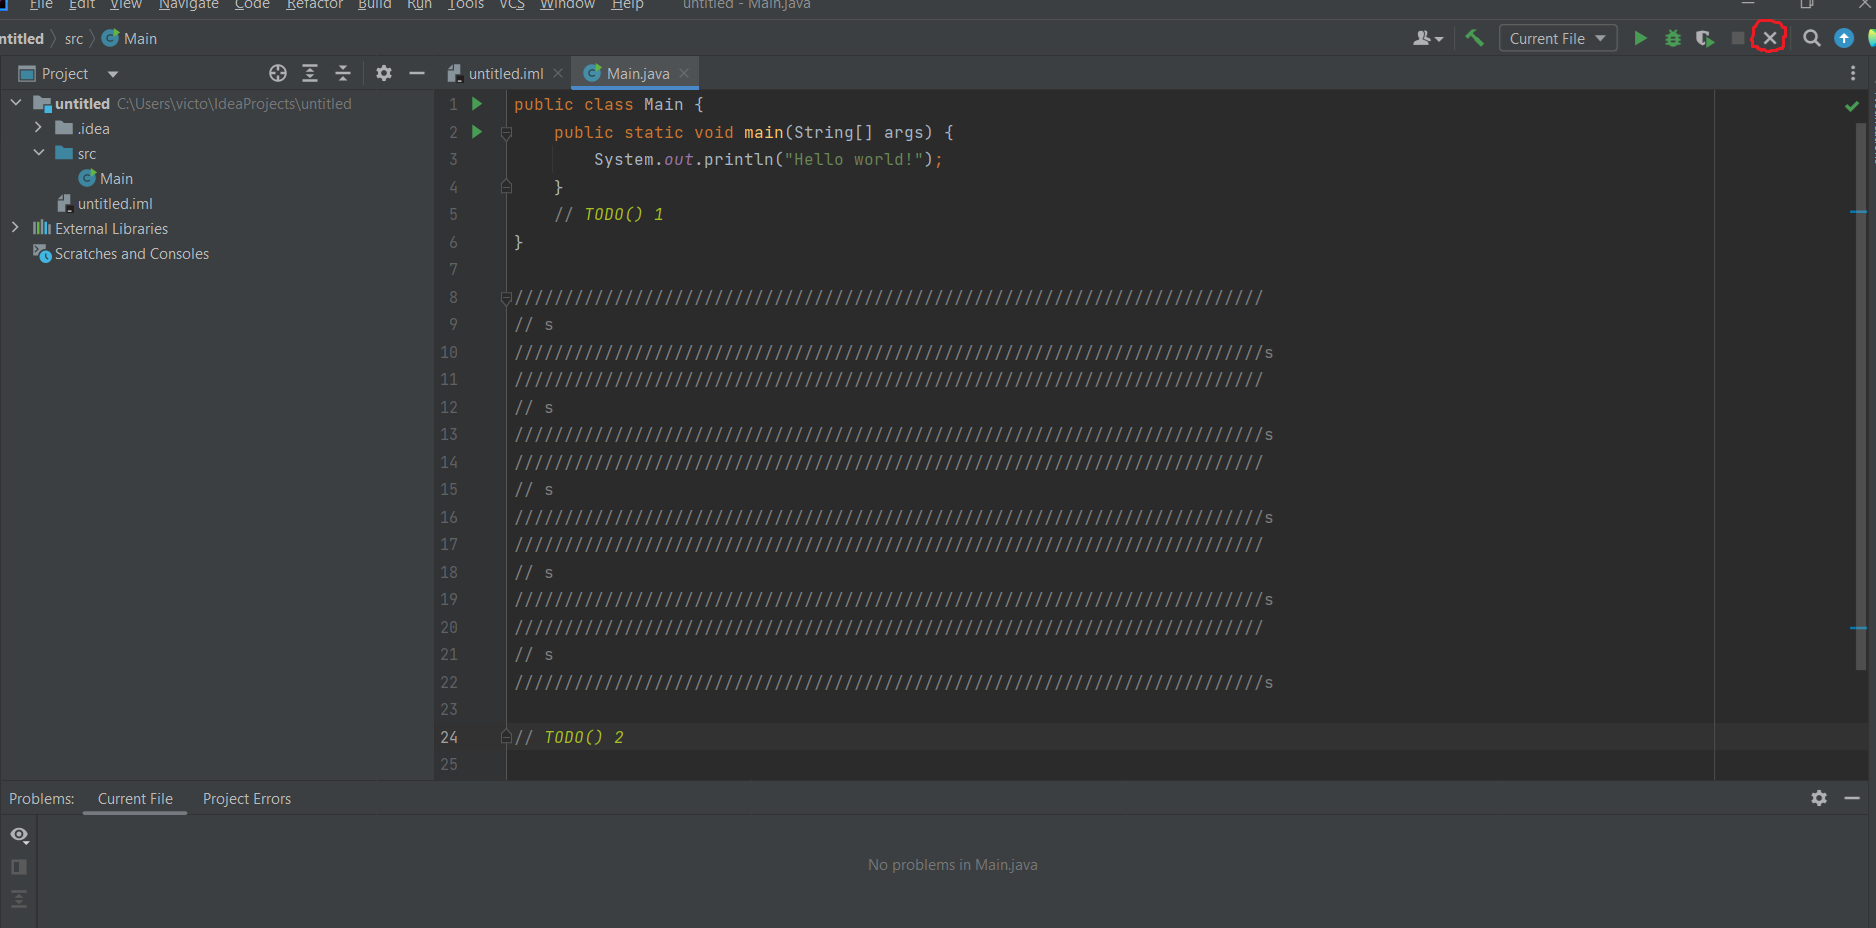 File Edit View Navigate Code Refactor Build Run Tools VCS Window Help untitled - Main.java
ntitled src Main Current File
Project untitled.iml Main.java
untitled C:\Users\victo\IdeaProjects\untitled
.idea
src
Main
untitled.iml
External Libraries
Scratches and Consoles
1 public class Main {
2 public static void main(String[] args) {
3 System.out.println("Hello world!");
4 }
5 // TODO() 1
6 }
7
8 ///////////////////////////////////////////////////////////////////////////
9 // s
10 ///////////////////////////////////////////////////////////////////////////s
11 ///////////////////////////////////////////////////////////////////////////
12 // s
13 ///////////////////////////////////////////////////////////////////////////s
14 ///////////////////////////////////////////////////////////////////////////
15 // s
16 ///////////////////////////////////////////////////////////////////////////s
17 ///////////////////////////////////////////////////////////////////////////
18 // s
19 ///////////////////////////////////////////////////////////////////////////s
20 ///////////////////////////////////////////////////////////////////////////
21 // s
22 ///////////////////////////////////////////////////////////////////////////s
23
24 // TODO() 2
25
Problems: Current File Project Errors
No problems in Main.java